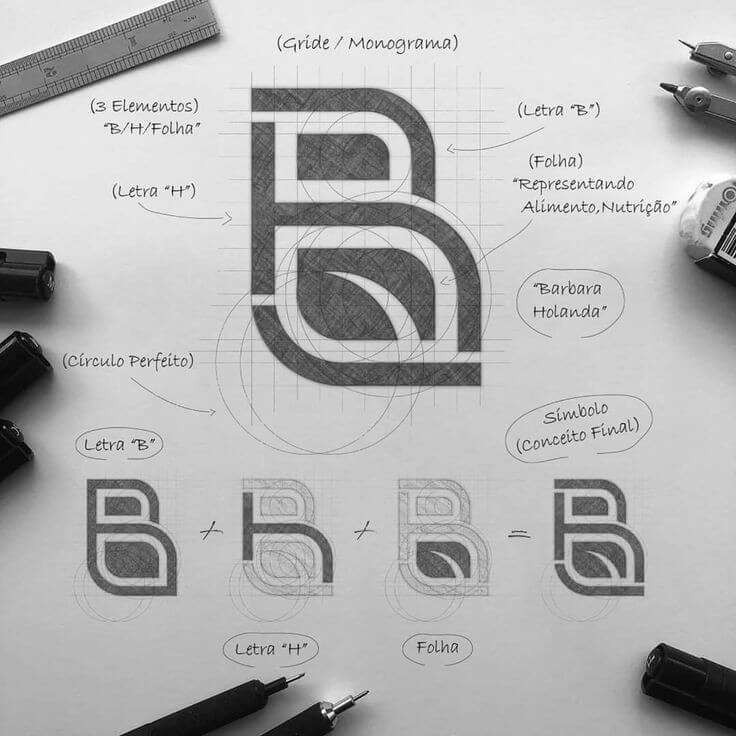 (Gride / Monograma)
(3 Elementos)
"B/H/Folha"
(Letra "B")
(Folha)
"Representando
Alimento, Nutrição"
(Letra "H")
"Barbara
Holanda"
(Círculo Perfeito)
Símbolo
(Conceito Final)
Letra "B"
+ + =
Letra "H"
Folha